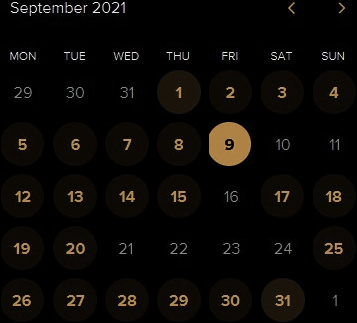 September 2021
MON TUE WED THU FRI SAT SUN
29 30 31 1 2 3 4
5 6 7 8 9 10 11
12 13 14 15 16 17 18
19 20 21 22 23 24 25
26 27 28 29 30 31 1